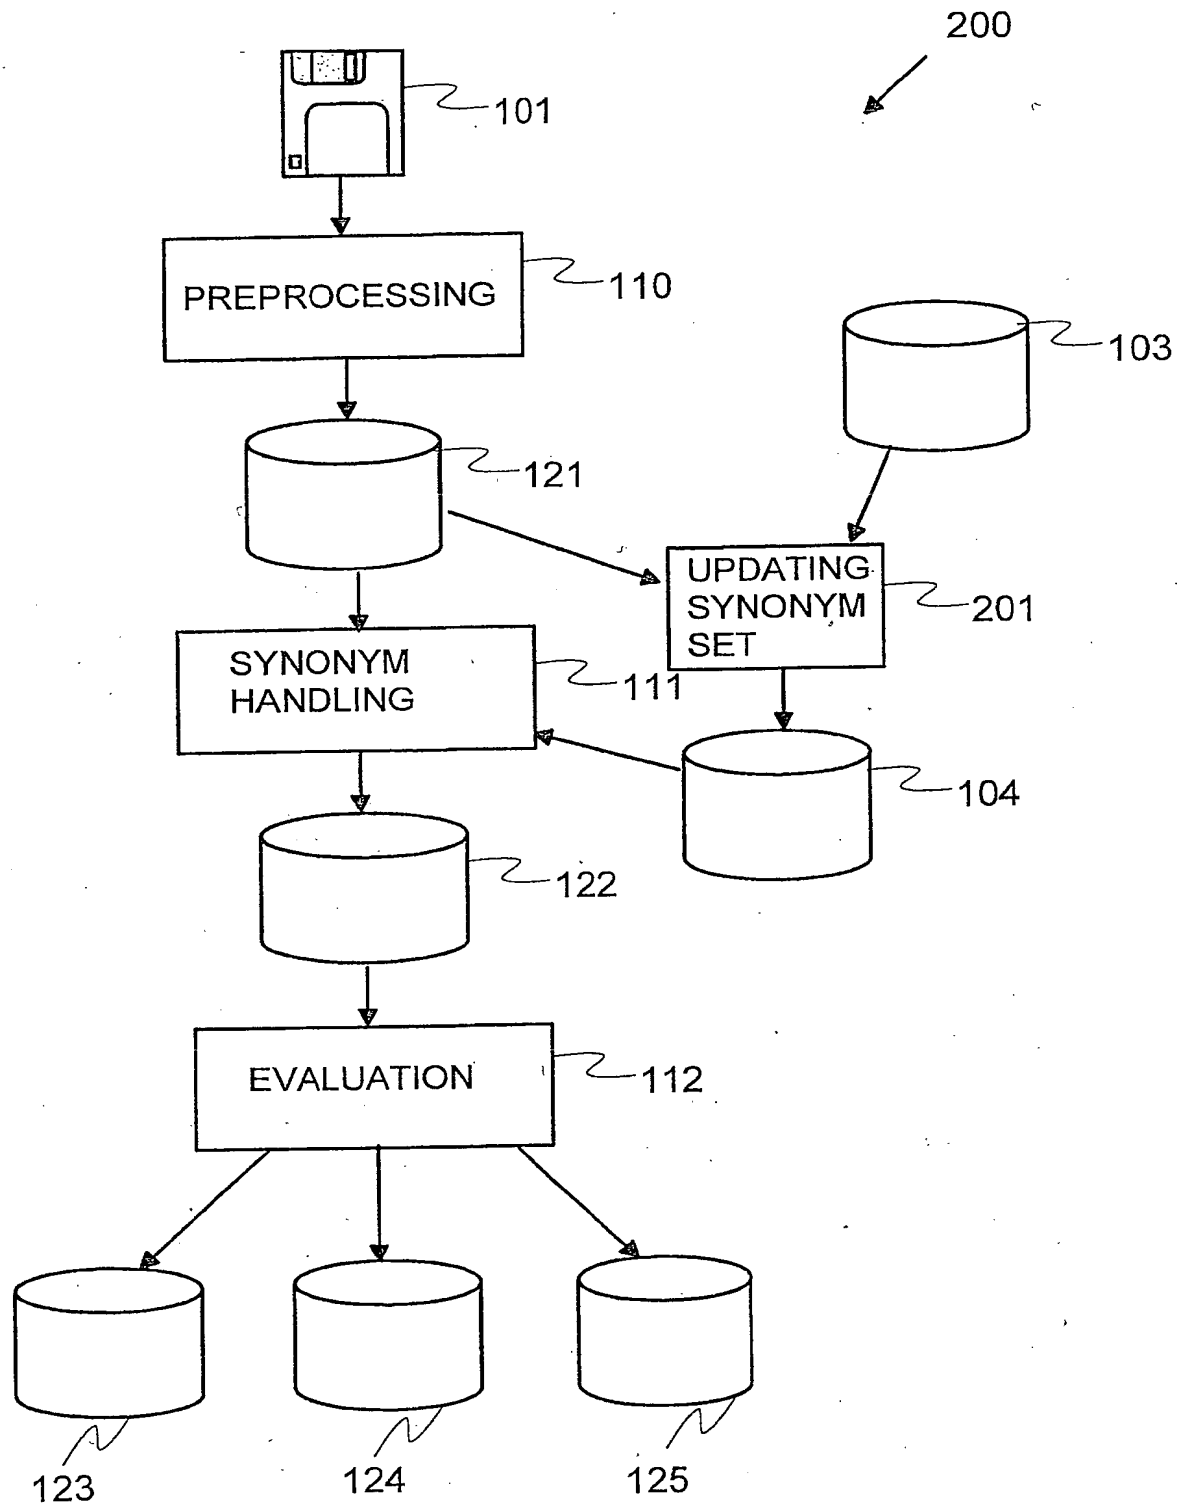 200
101
PREPROCESSING
110
103
121
UPDATING
SYNONYM
SET
201
SYNONYM
HANDLING
111
104
122
EVALUATION
112
123
124
125